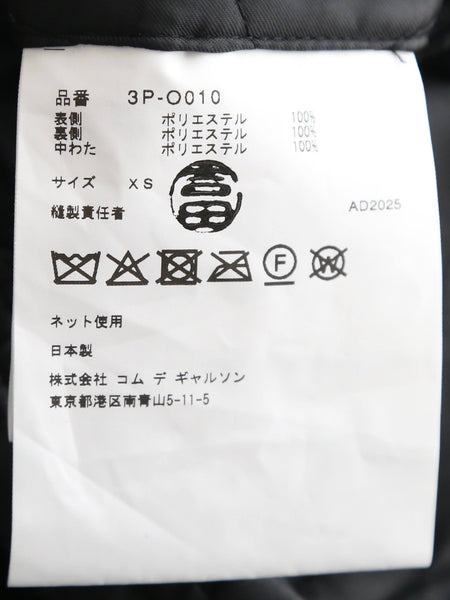 品番 3P-O010
表側 ポリエステル 100%
裏側 ポリエステル 100%
中わた ポリエステル 100%
サイズ XS
縫製責任者 吉田
AD2025
F W
ネット使用
日本製
株式会社 コム デ ギャルソン
東京都港区南青山5-11-5